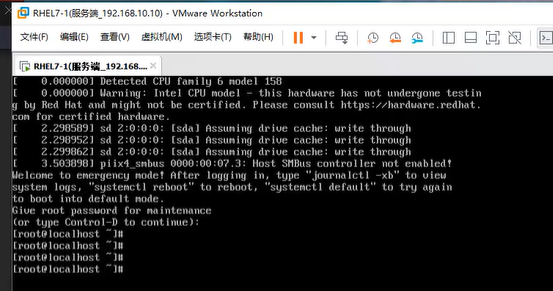 RHEL7-1(服务端_192.168.10.10) - VMware Workstation
文件(F) 编辑(E) 查看(V) 虚拟机(M) 选项卡(T) 帮助(H)
RHEL7-1(服务端_192.168....
[    0.000000] Detected CPU family 6 model 158
[    0.000000] Warning: Intel CPU model - this hardware has not undergone testin
g by Red Hat and might not be certified. Please consult https://hardware.redhat.
com for certified hardware.
[    2.298589] sd 2:0:0:0: [sda] Assuming drive cache: write through
[    2.298952] sd 2:0:0:0: [sda] Assuming drive cache: write through
[    2.299862] sd 2:0:0:0: [sda] Assuming drive cache: write through
[    3.503898] piix4_smbus 0000:00:07.3: Host SMBus controller not enabled!
Welcome to emergency mode! After logging in, type "journalctl -xb" to view
system logs, "systemctl reboot" to reboot, "systemctl default" to try again
to boot into default mode.
Give root password for maintenance
(or type Control-D to continue):
[root@localhost ~]#
[root@localhost ~]#
[root@localhost ~]#
[root@localhost ~]#